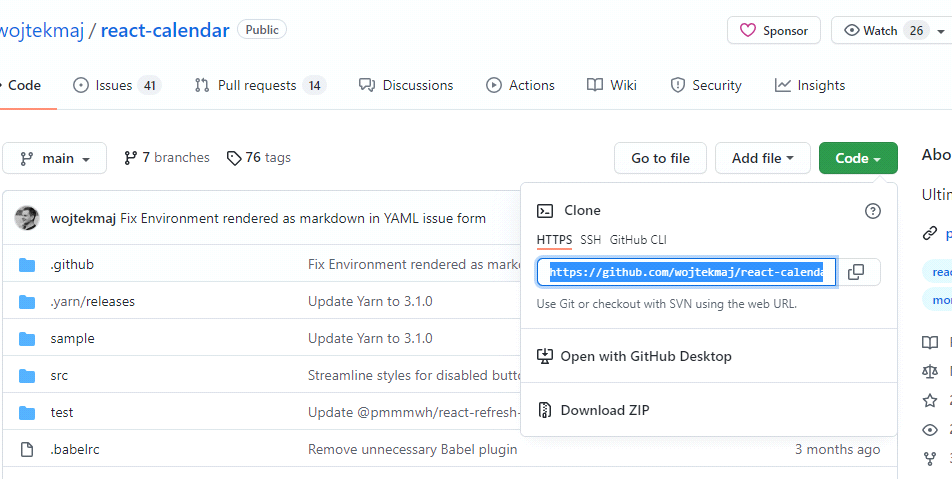 wojtekmaj / react-calendar Public
Sponsor
Watch 26
Code
Issues 41
Pull requests 14
Discussions
Actions
Wiki
Security
Insights
main
7 branches
76 tags
Go to file
Add file
Code
wojtekmaj Fix Environment rendered as markdown in YAML issue form
.github Fix Environment rendered as
.yarn/releases Update Yarn to 3.1.0
sample Update Yarn to 3.1.0
src Streamline styles for disabled
test Update @pmmmwh/react-refresh-
.babelrc Remove unnecessary Babel plugin 3 months ago
Clone
HTTPS SSH GitHub CLI
https://github.com/wojtekmaj/react-calenda
Use Git or checkout with SVN using the web URL.
Open with GitHub Desktop
Download ZIP
Abo
Ultim
p
reac
mor